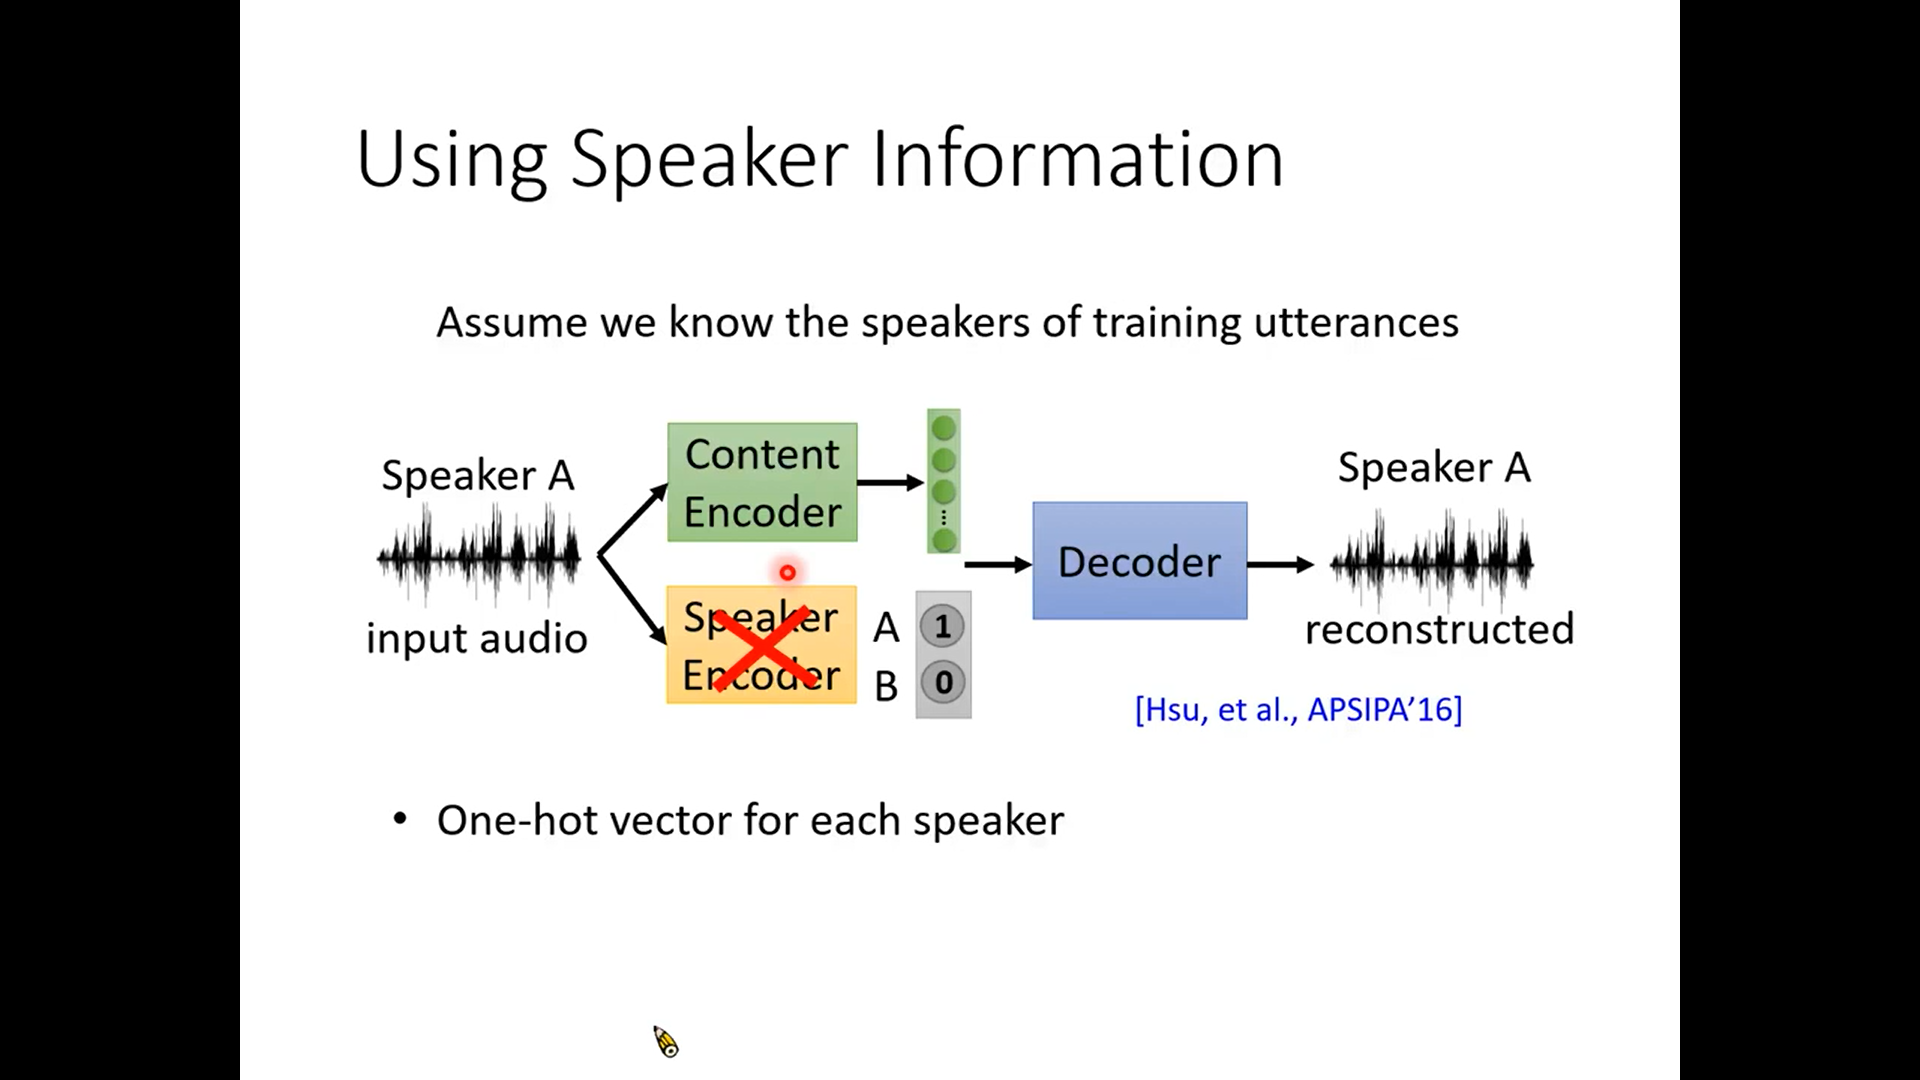 Using Speaker Information
Assume we know the speakers of training utterances
Speaker A
input audio
Content
Encoder
Speaker
Encoder
A 1
B 0
Decoder
Speaker A
reconstructed
[Hsu, et al., APSIPA’16]
• One-hot vector for each speaker